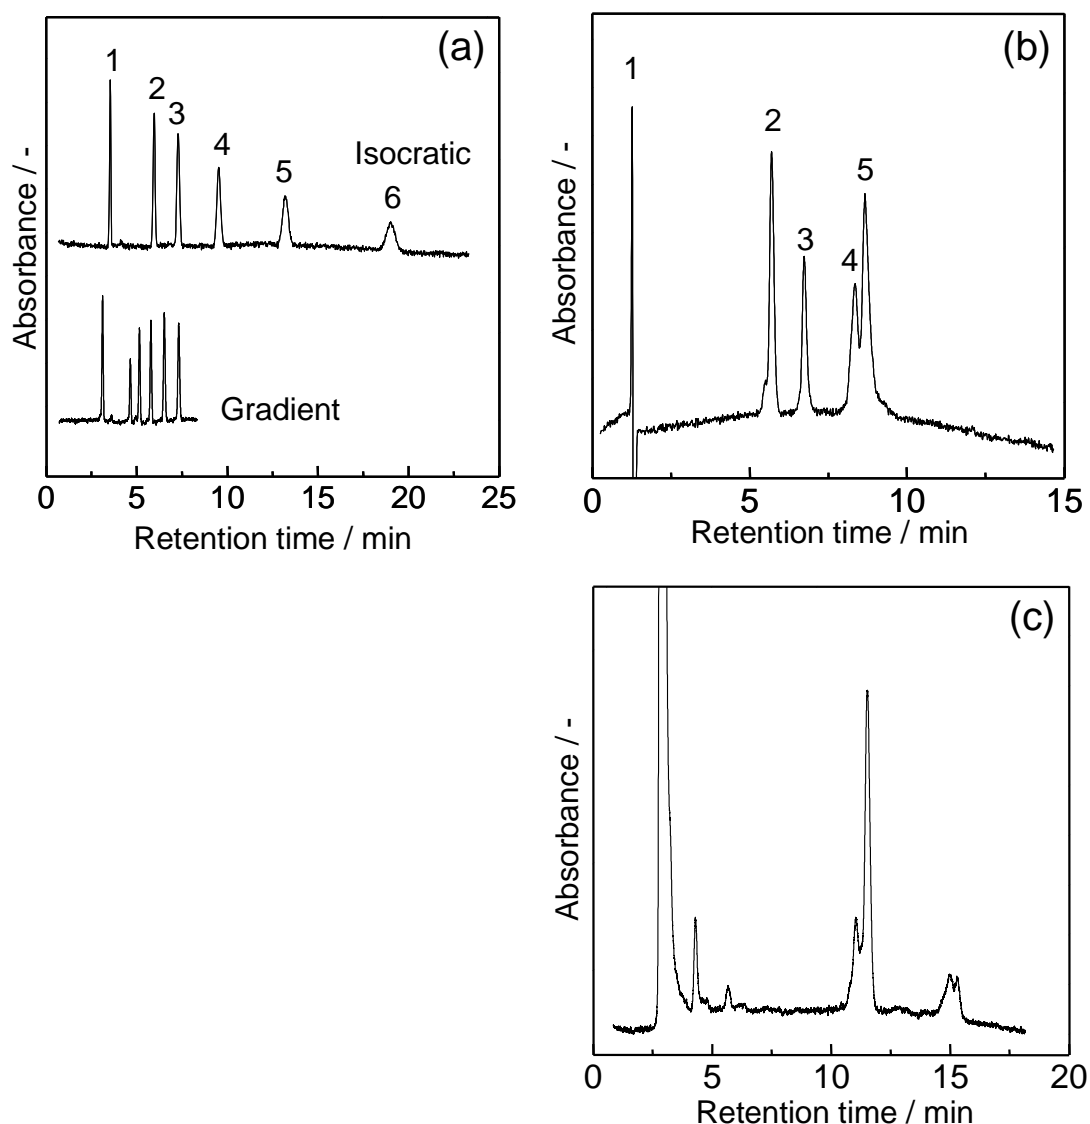 (a)
1
2
3
4
5
6
Isocratic
Gradient
Absorbance / -
0 5 10 15 20 25
Retention time / min
(b)
1
2
3
4
5
Absorbance / -
0 5 10 15
Retention time / min
(c)
Absorbance / -
0 5 10 15 20
Retention time / min